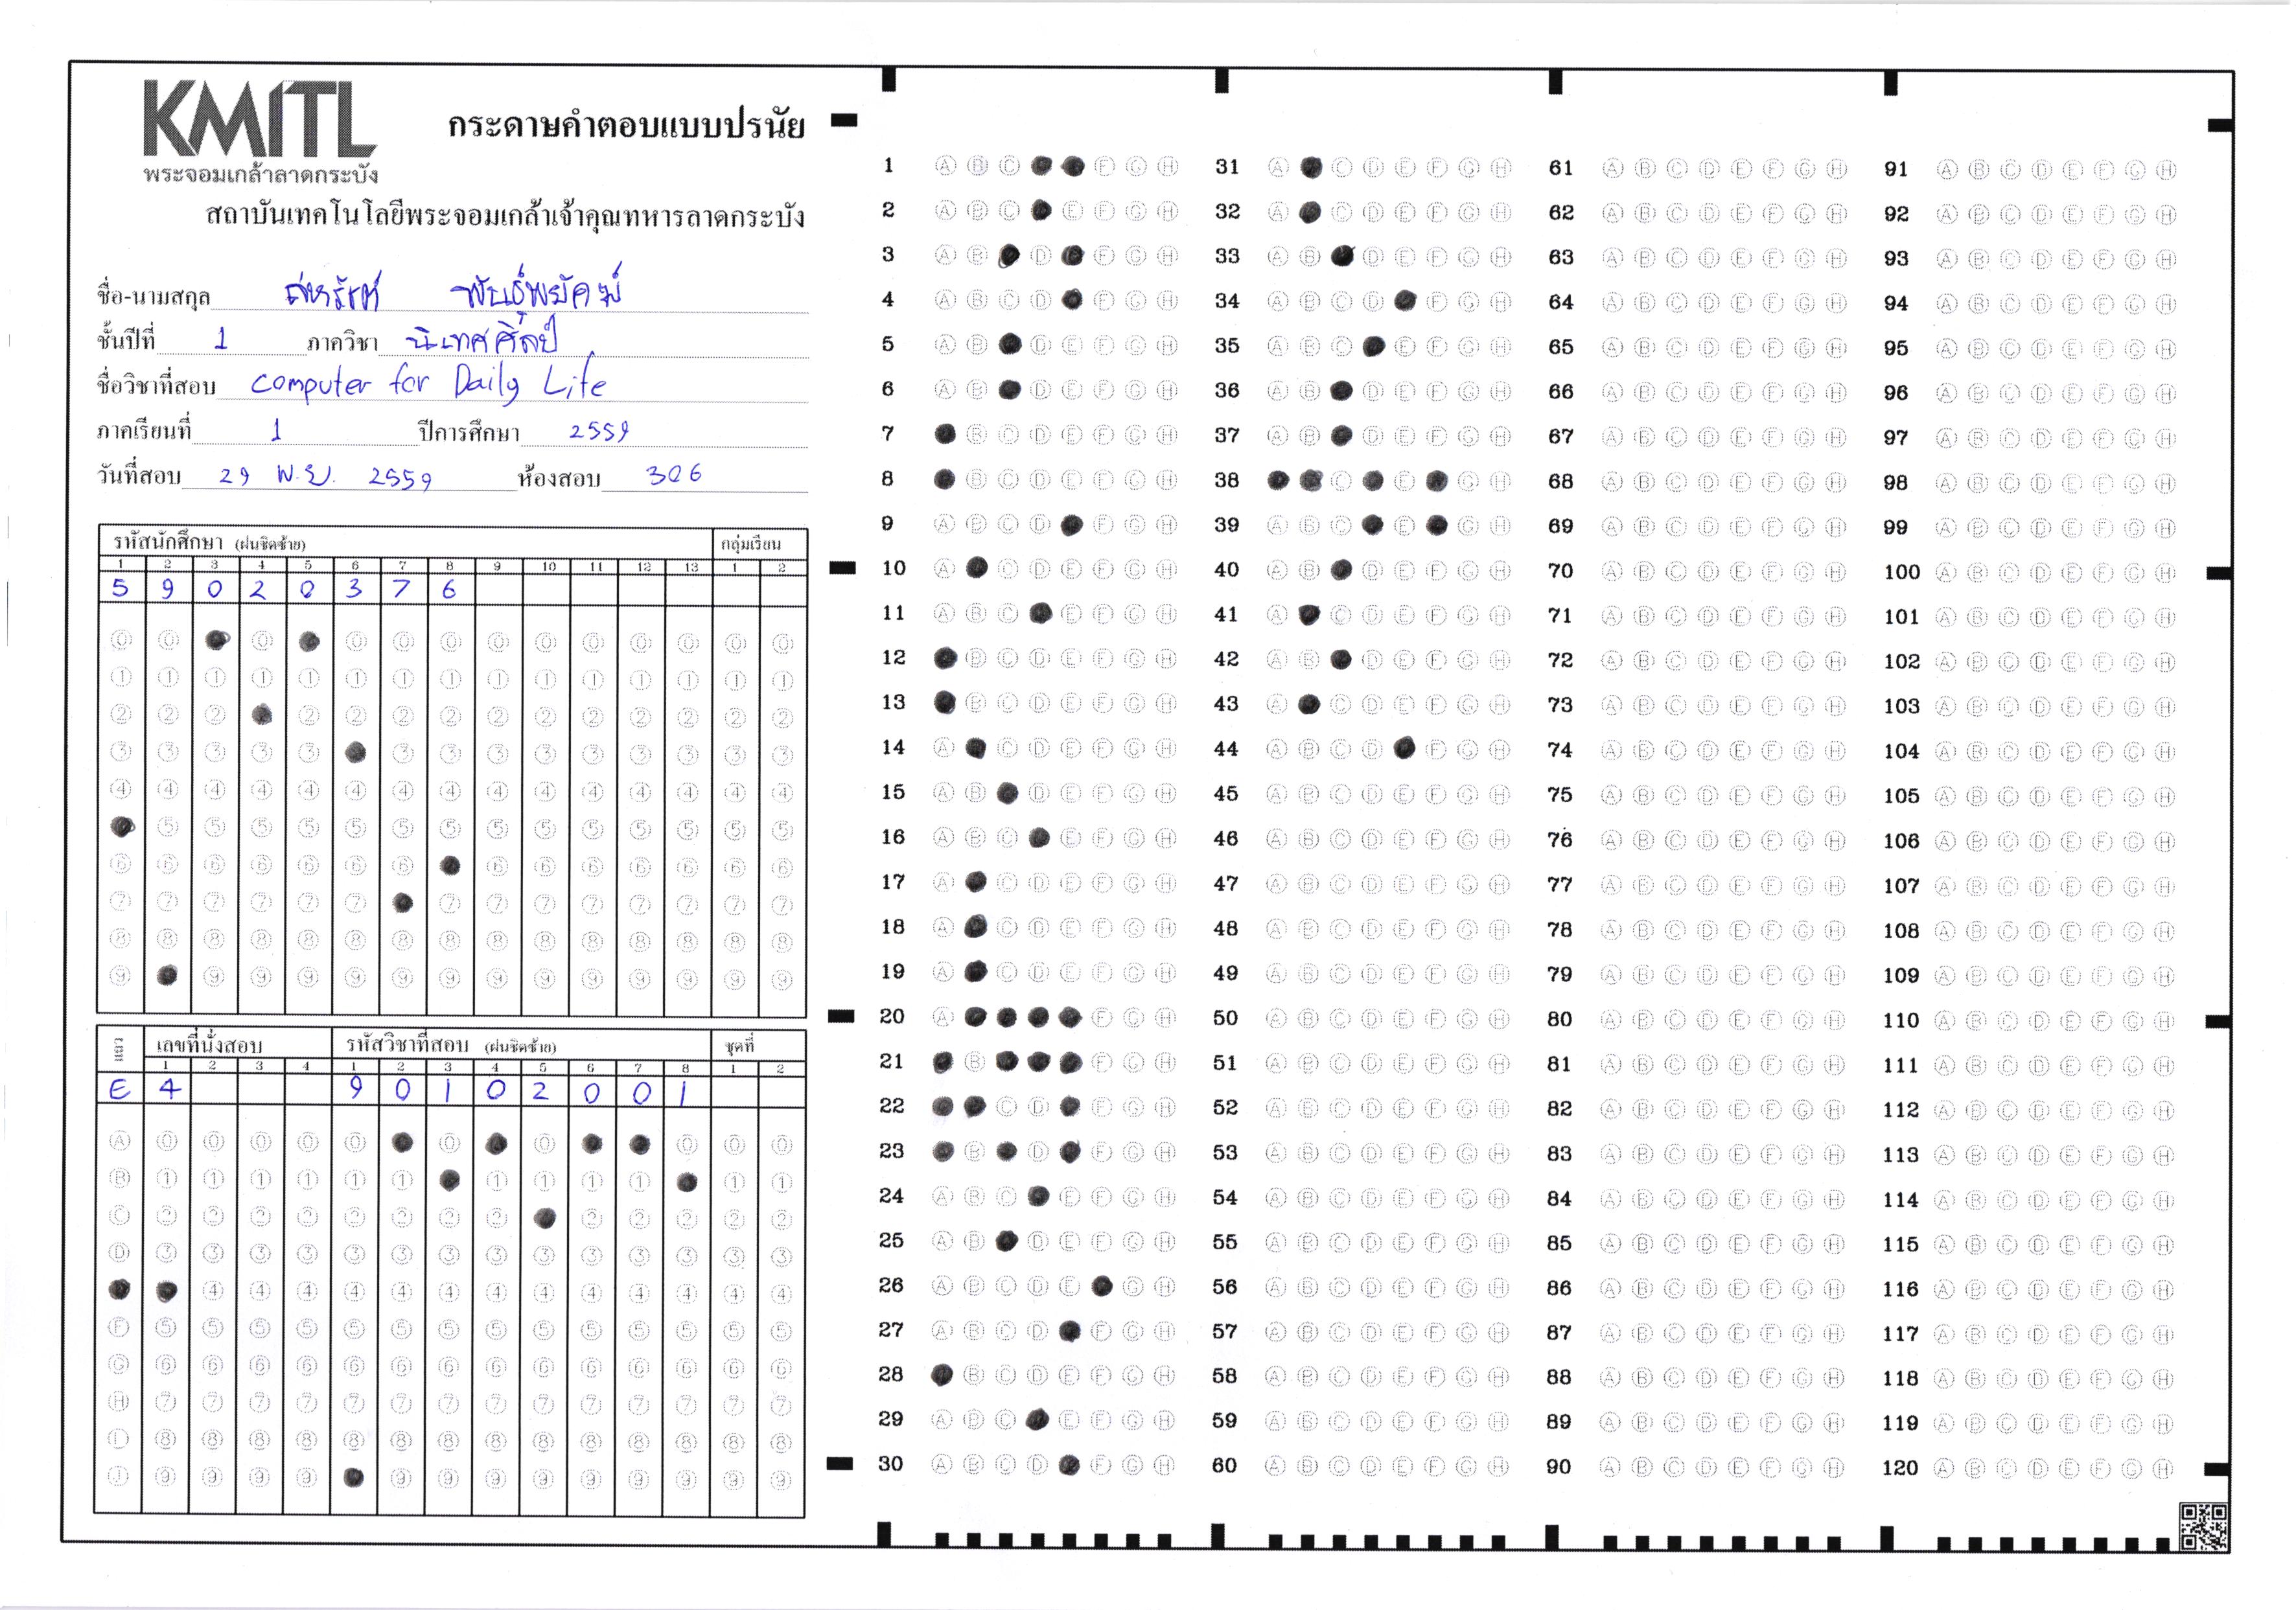 KMITL
พระจอมเกล้าลาดกระบัง
กระดาษคำตอบแบบปรนัย
สถาบันเทคโนโลยีพระจอมเกล้าเจ้าคุณทหารลาดกระบัง
ชื่อ-นามสกุล สหรัชต์ พันธุ์พยัคฆ์
ชั้นปีที่ 1 ภาควิชา นิเทศศิลป์
ชื่อวิชาที่สอบ computer for Daily Life
ภาคเรียนที่ 1 ปีการศึกษา 2559
วันที่สอบ 29 พ.ย. 2559 ห้องสอบ 306
รหัสนักศึกษา (ฝนชิดซ้าย) กลุ่มเรียน
1 2 3 4 5 6 7 8 9 10 11 12 13 1 2
5 9 0 2 0 3 7 6
แถว เลขที่นั่งสอบ รหัสวิชาที่สอบ (ฝนชิดซ้าย) ชุดที่
1 2 3 4 1 2 3 4 5 6 7 8 1 2
E 4 9 0 1 0 2 0 0 1
1 A B C F G H 31 A C D E F G H 61 A B C D E F G H 91 A B C D E F G H
2 A B C E F G H 32 A C D E F G H 62 A B C D E F G H 92 A B C D E F G H
3 A B D F G H 33 A B D E F G H 63 A B C D E F G H 93 A B C D E F G H
4 A B C D F G H 34 A B C D F G H 64 A B C D E F G H 94 A B C D E F G H
5 A B D E F G H 35 A B C E F G H 65 A B C D E F G H 95 A B C D E F G H
6 A B D E F G H 36 A B D E F G H 66 A B C D E F G H 96 A B C D E F G H
7 B C D E F G H 37 A B D E F G H 67 A B C D E F G H 97 A B C D E F G H
8 B C D E F G H 38 C E G H 68 A B C D E F G H 98 A B C D E F G H
9 A B C D F G H 39 A B C E G H 69 A B C D E F G H 99 A B C D E F G H
10 A C D E F G H 40 A B D E F G H 70 A B C D E F G H 100 A B C D E F G H
11 A B C E F G H 41 A C D E F G H 71 A B C D E F G H 101 A B C D E F G H
12 B C D E F G H 42 A B D E F G H 72 A B C D E F G H 102 A B C D E F G H
13 B C D E F G H 43 A C D E F G H 73 A B C D E F G H 103 A B C D E F G H
14 A C D E F G H 44 A B C D F G H 74 A B C D E F G H 104 A B C D E F G H
15 A B D E F G H 45 A B C D E F G H 75 A B C D E F G H 105 A B C D E F G H
16 A B C E F G H 46 A B C D E F G H 76 A B C D E F G H 106 A B C D E F G H
17 A C D E F G H 47 A B C D E F G H 77 A B C D E F G H 107 A B C D E F G H
18 A C D E F G H 48 A B C D E F G H 78 A B C D E F G H 108 A B C D E F G H
19 A C D E F G H 49 A B C D E F G H 79 A B C D E F G H 109 A B C D E F G H
20 A F G H 50 A B C D E F G H 80 A B C D E F G H 110 A B C D E F G H
21 B F G H 51 A B C D E F G H 81 A B C D E F G H 111 A B C D E F G H
22 C D F G H 52 A B C D E F G H 82 A B C D E F G H 112 A B C D E F G H
23 B D F G H 53 A B C D E F G H 83 A B C D E F G H 113 A B C D E F G H
24 A B C E F G H 54 A B C D E F G H 84 A B C D E F G H 114 A B C D E F G H
25 A B D E F G H 55 A B C D E F G H 85 A B C D E F G H 115 A B C D E F G H
26 A B C D E G H 56 A B C D E F G H 86 A B C D E F G H 116 A B C D E F G H
27 A B C D F G H 57 A B C D E F G H 87 A B C D E F G H 117 A B C D E F G H
28 B C D E F G H 58 A B C D E F G H 88 A B C D E F G H 118 A B C D E F G H
29 A B C E F G H 59 A B C D E F G H 89 A B C D E F G H 119 A B C D E F G H
30 A B C D F G H 60 A B C D E F G H 90 A B C D E F G H 120 A B C D E F G H